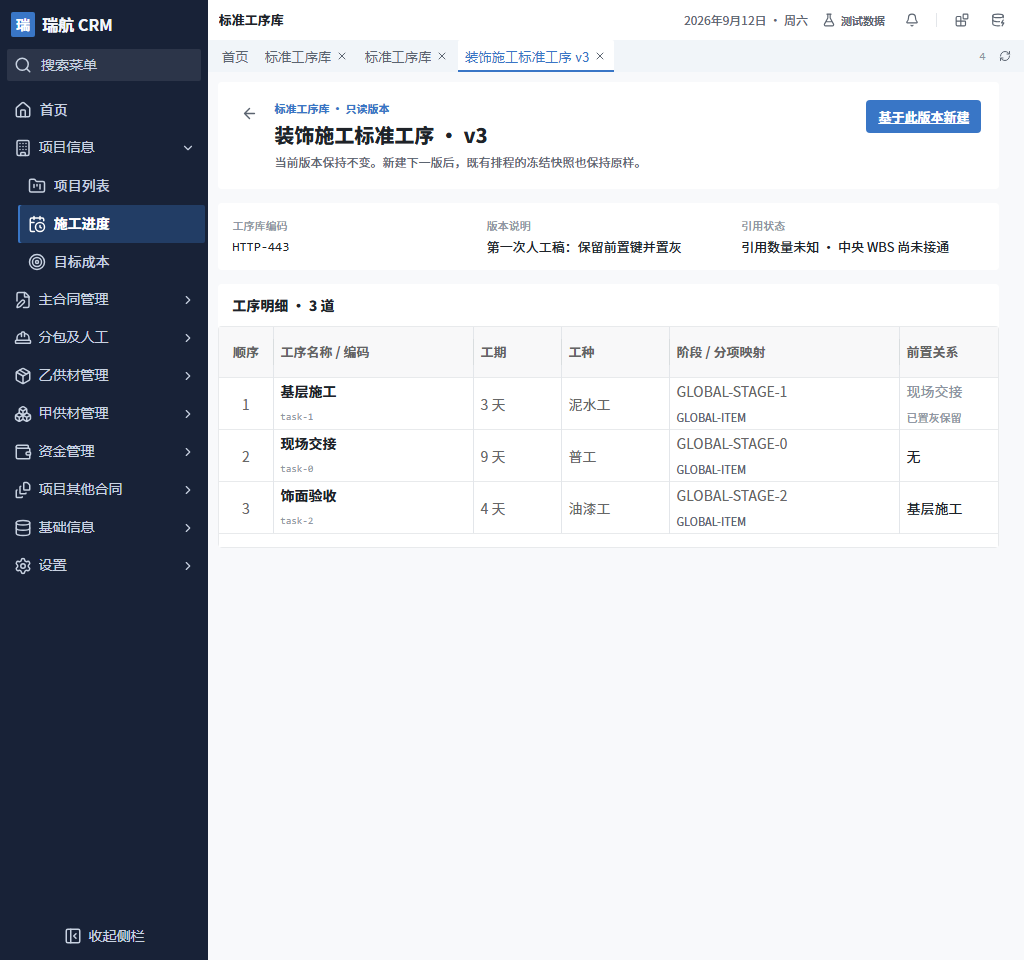 瑞 瑞航 CRM
搜索菜单
首页
项目信息
项目列表
施工进度
目标成本
主合同管理
分包及人工
乙供材管理
甲供材管理
资金管理
项目其他合同
基础信息
设置
收起侧栏
标准工序库
2026年9月12日 · 周六 测试数据
首页 标准工序库 × 标准工序库 × 装饰施工标准工序 v3 × 4
标准工序库 · 只读版本
装饰施工标准工序 · v3
当前版本保持不变。新建下一版后，既有排程的冻结快照也保持原样。
基于此版本新建
工序库编码 版本说明 引用状态
HTTP-443 第一次人工稿：保留前置键并置灰 引用数量未知 · 中央 WBS 尚未接通
工序明细 · 3 道
顺序 工序名称 / 编码 工期 工种 阶段 / 分项映射 前置关系
1 基层施工 3 天 泥水工 GLOBAL-STAGE-1 现场交接
task-1 GLOBAL-ITEM 已置灰保留
2 现场交接 9 天 普工 GLOBAL-STAGE-0 无
task-0 GLOBAL-ITEM
3 饰面验收 4 天 油漆工 GLOBAL-STAGE-2 基层施工
task-2 GLOBAL-ITEM